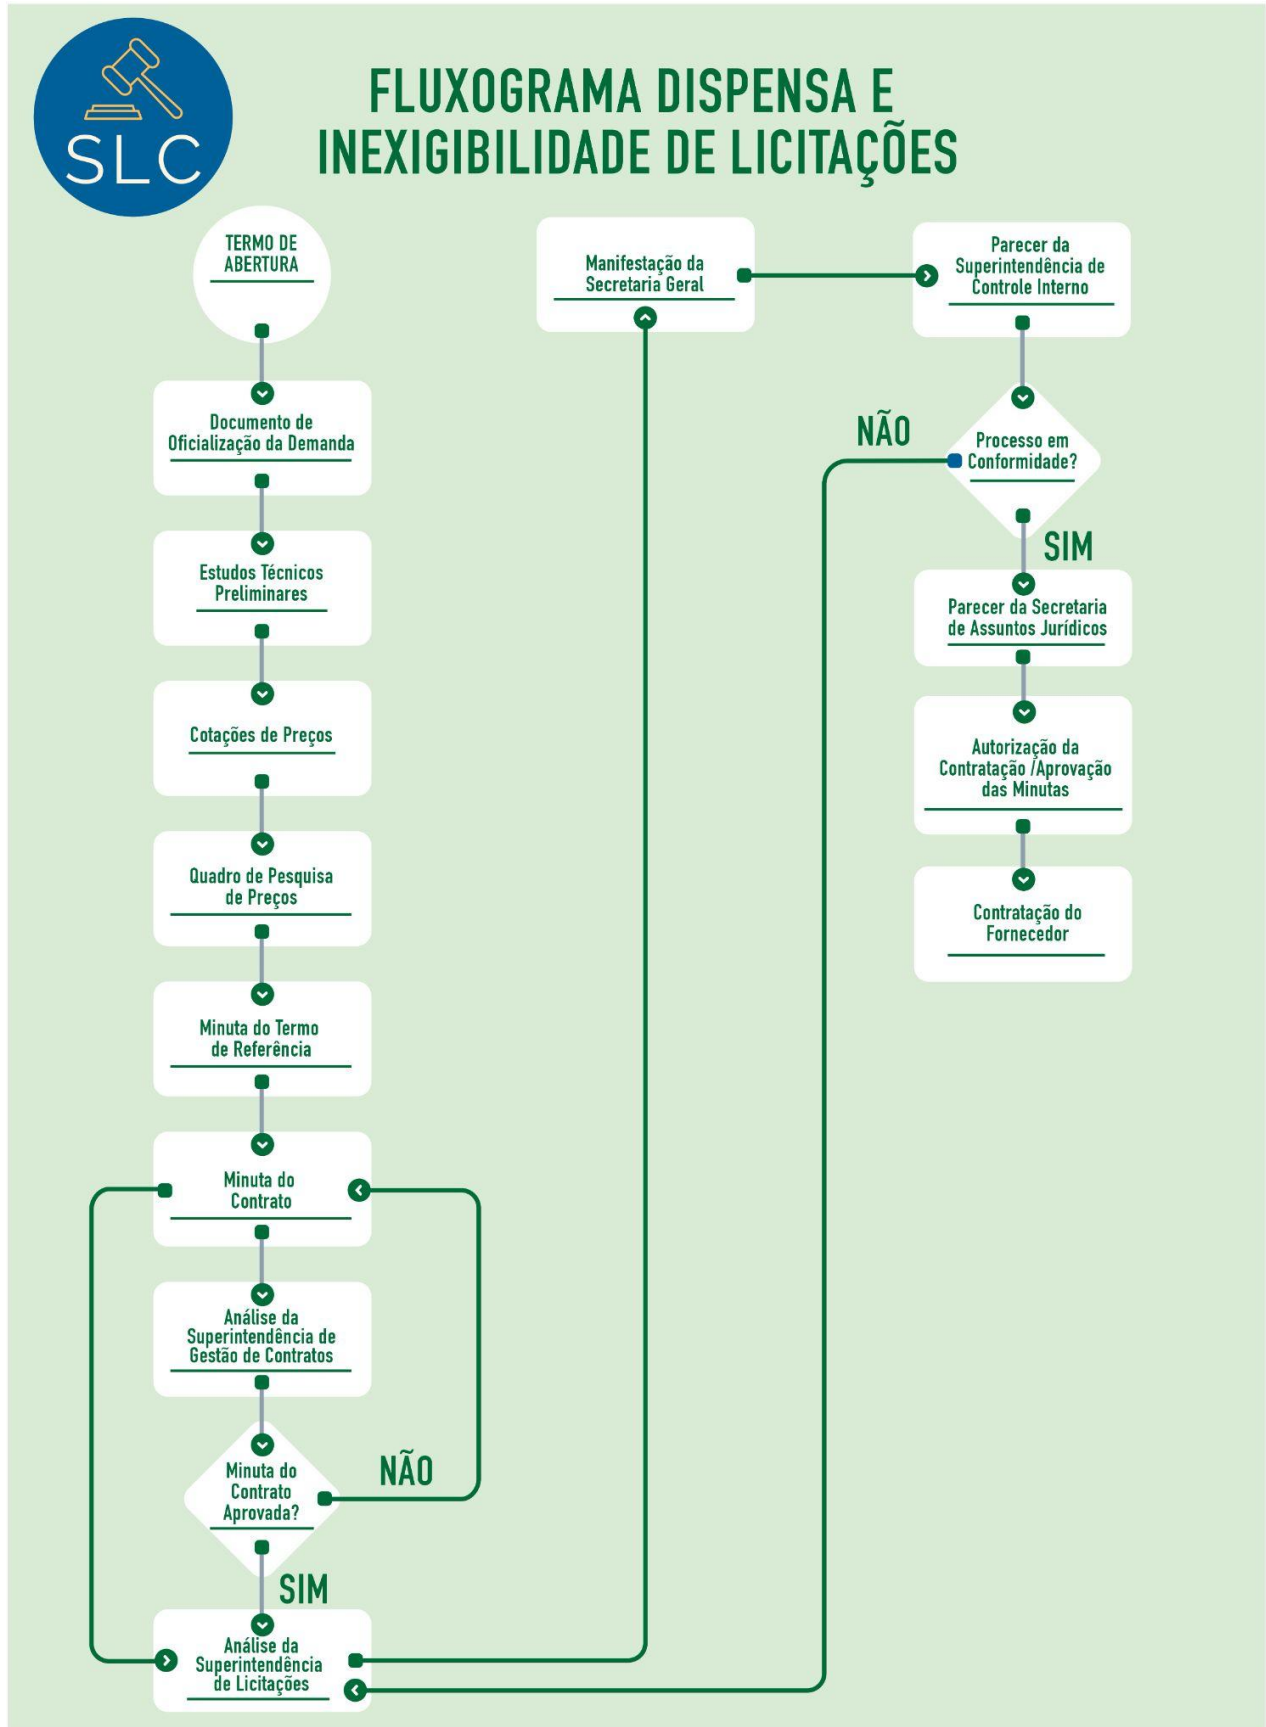 SLC
FLUXOGRAMA DISPENSA E
INEXIGIBILIDADE DE LICITAÇÕES
TERMO DE
ABERTURA
Documento de
Oficialização da Demanda
Estudos Técnicos
Preliminares
Cotações de Preços
Quadro de Pesquisa
de Preços
Minuta do Termo
de Referência
Minuta do
Contrato
Análise da
Superintendência de
Gestão de Contratos
Minuta do
Contrato
Aprovada?
NÃO
SIM
Análise da
Superintendência
de Licitações
Manifestação da
Secretaria Geral
Parecer da
Superintendência de
Controle Interno
Processo em
Conformidade?
NÃO
SIM
Parecer da Secretaria
de Assuntos Jurídicos
Autorização da
Contratação /Aprovação
das Minutas
Contratação do
Fornecedor